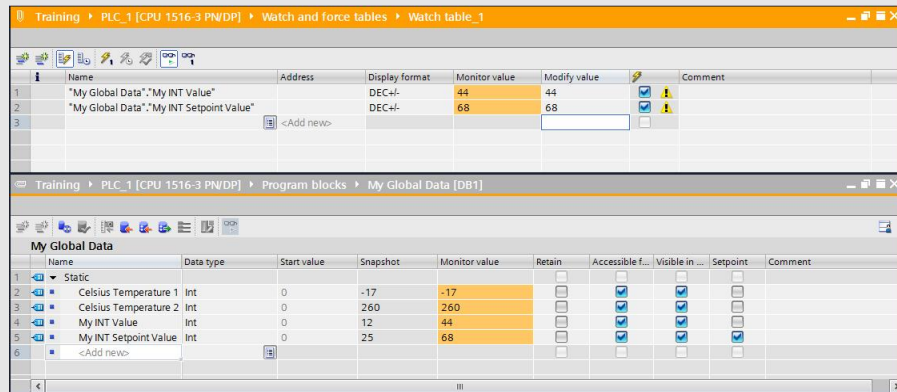 Training ▸ PLC_1 [CPU 1516-3 PN/DP] ▸ Watch and force tables ▸ Watch table_1
i Name Address Display format Monitor value Modify value Comment
1 "My Global Data"."My INT Value" DEC+/- 44 44
2 "My Global Data"."My INT Setpoint Value" DEC+/- 68 68
3 <Add new>
Training ▸ PLC_1 [CPU 1516-3 PN/DP] ▸ Program blocks ▸ My Global Data [DB1]
My Global Data
Name Data type Start value Snapshot Monitor value Retain Accessible f... Visible in ... Setpoint Comment
1 Static
2 Celsius Temperature 1 Int 0 -17 -17
3 Celsius Temperature 2 Int 0 260 260
4 My INT Value Int 0 12 44
5 My INT Setpoint Value Int 0 25 68
6 <Add new>